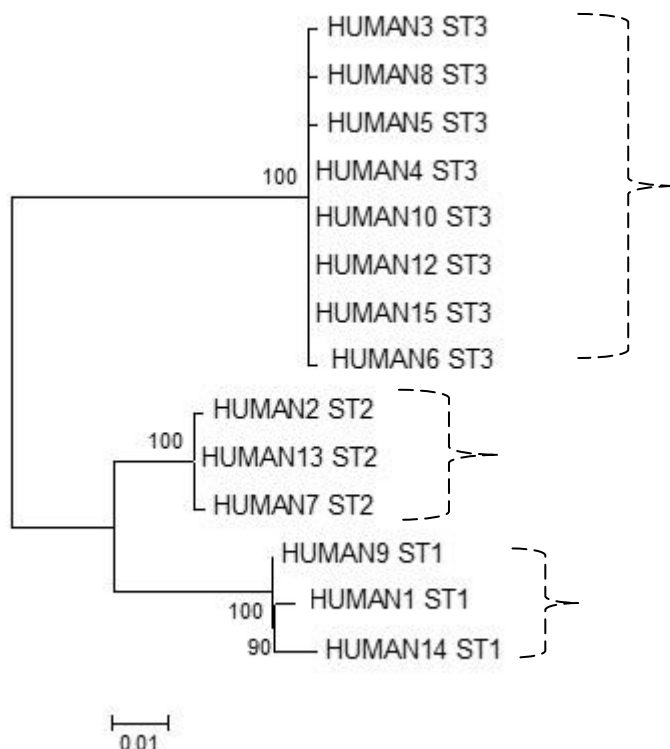 HUMAN3 ST3
HUMAN8 ST3
HUMAN5 ST3
100
HUMAN4 ST3
HUMAN10 ST3
HUMAN12 ST3
HUMAN15 ST3
HUMAN6 ST3
HUMAN2 ST2
100
HUMAN13 ST2
HUMAN7 ST2
HUMAN9 ST1
HUMAN1 ST1
100
90
HUMAN14 ST1
0.01